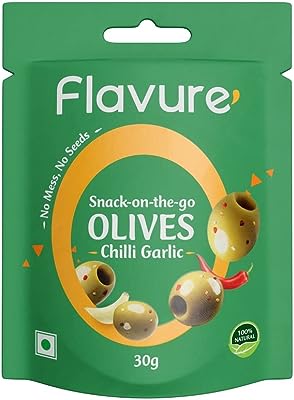 Flavure
No Mess, No Seeds
Snack-on-the-go
OLIVES
Chilli Garlic
100%
NATURAL
30g